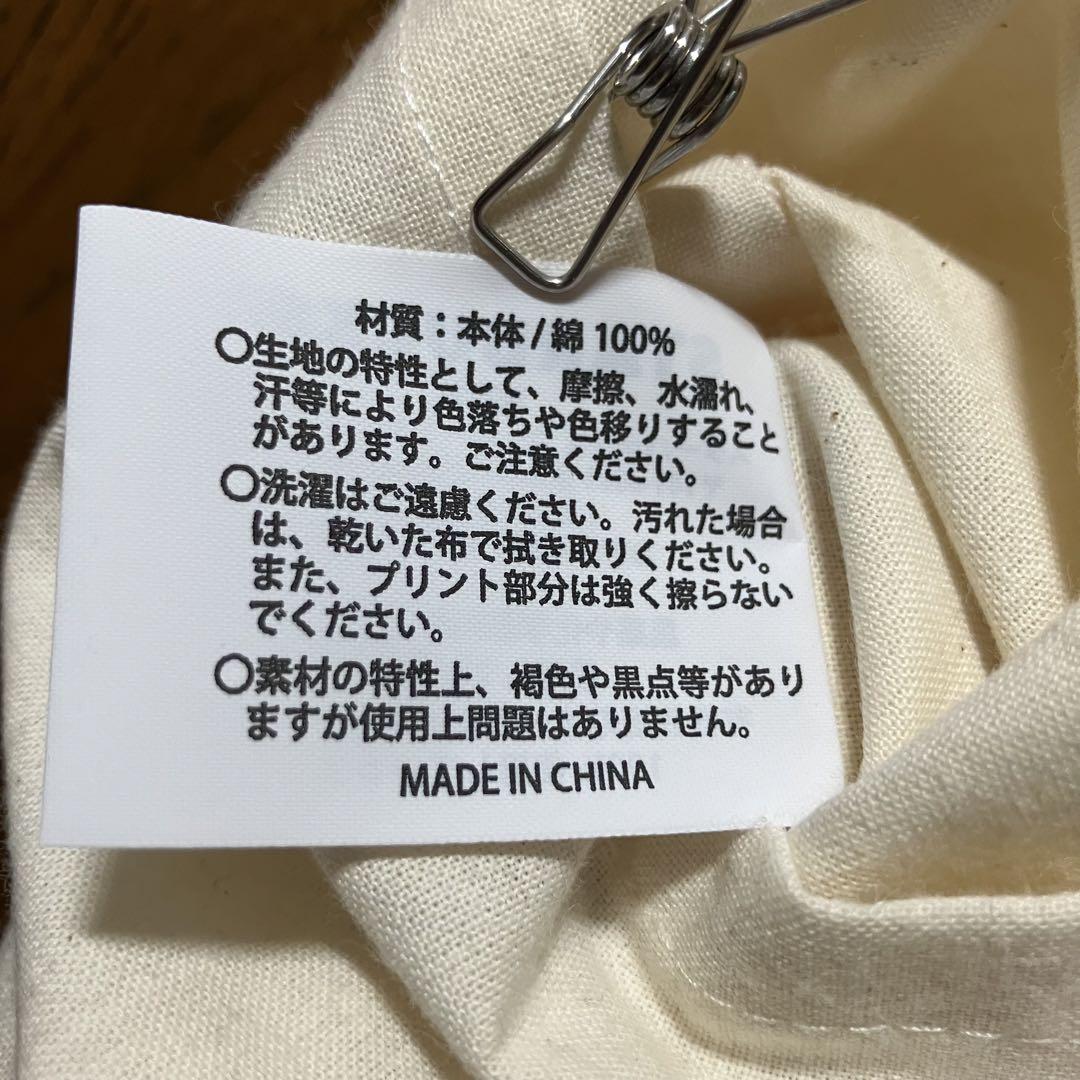 材質：本体 / 綿 100%
○生地の特性として、摩擦、水濡れ、
汗等により色落ちや色移りすること
があります。ご注意ください。
○洗濯はご遠慮ください。汚れた場合
は、乾いた布で拭き取りください。
また、プリント部分は強く擦らない
でください。
○素材の特性上、褐色や黒点等があり
ますが使用上問題はありません。
MADE IN CHINA